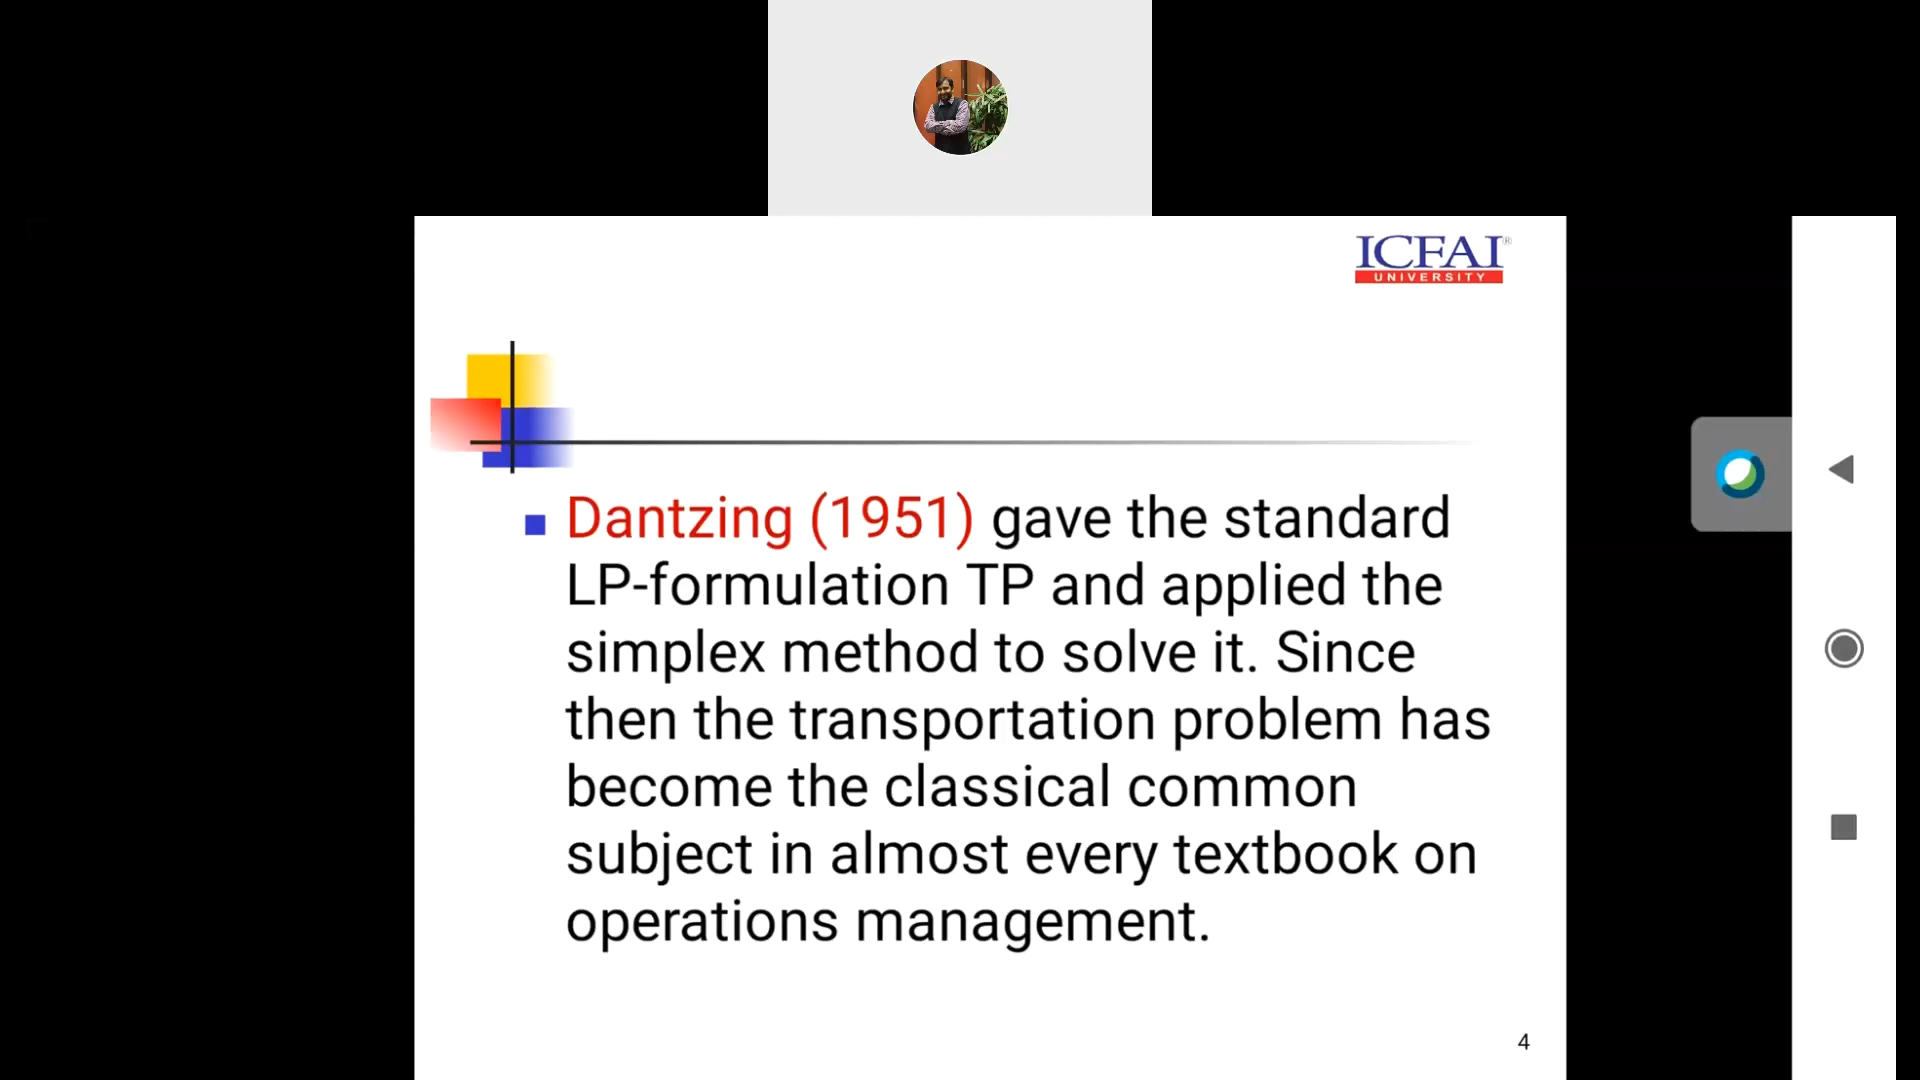 ICFAI®
UNIVERSITY
Dantzing (1951) gave the standard
LP-formulation TP and applied the
simplex method to solve it. Since
then the transportation problem has
become the classical common
subject in almost every textbook on
operations management.
4